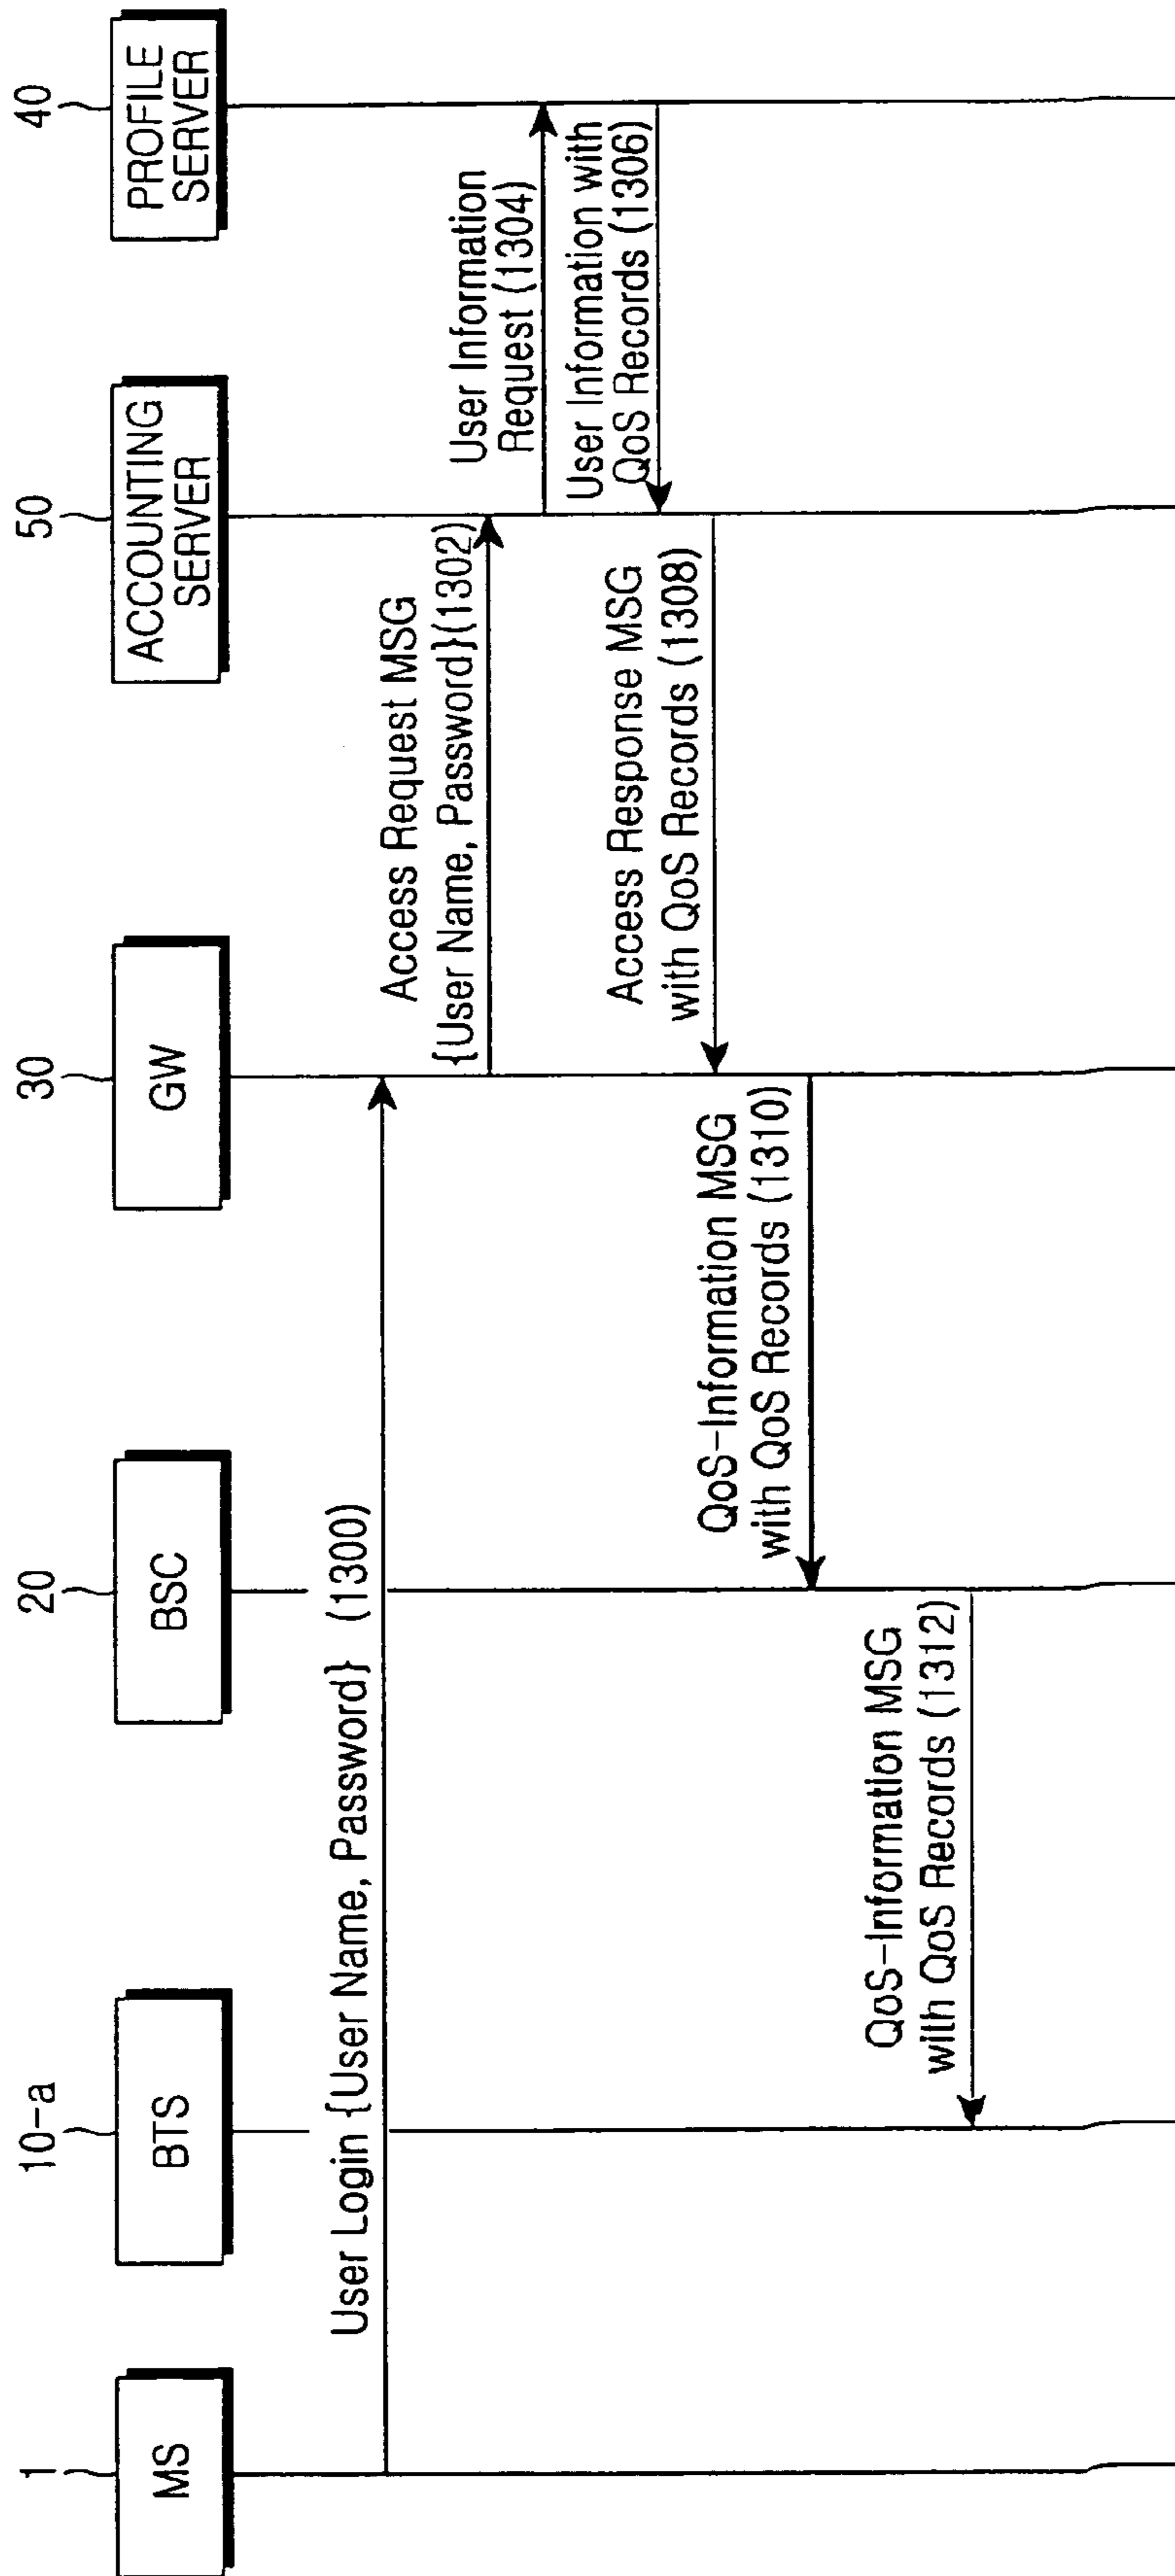 1
10-a
20
30
50
40
MS
BTS
BSC
GW
ACCOUNTING
SERVER
PROFILE
SERVER
User Login {User Name, Password} (1300)
Access Request MSG
{User Name, Password}(1302)
User Information
Request (1304)
User Information with
QoS Records (1306)
Access Response MSG
with QoS Records (1308)
QoS-Information MSG
with QoS Records (1310)
QoS-Information MSG
with QoS Records (1312)